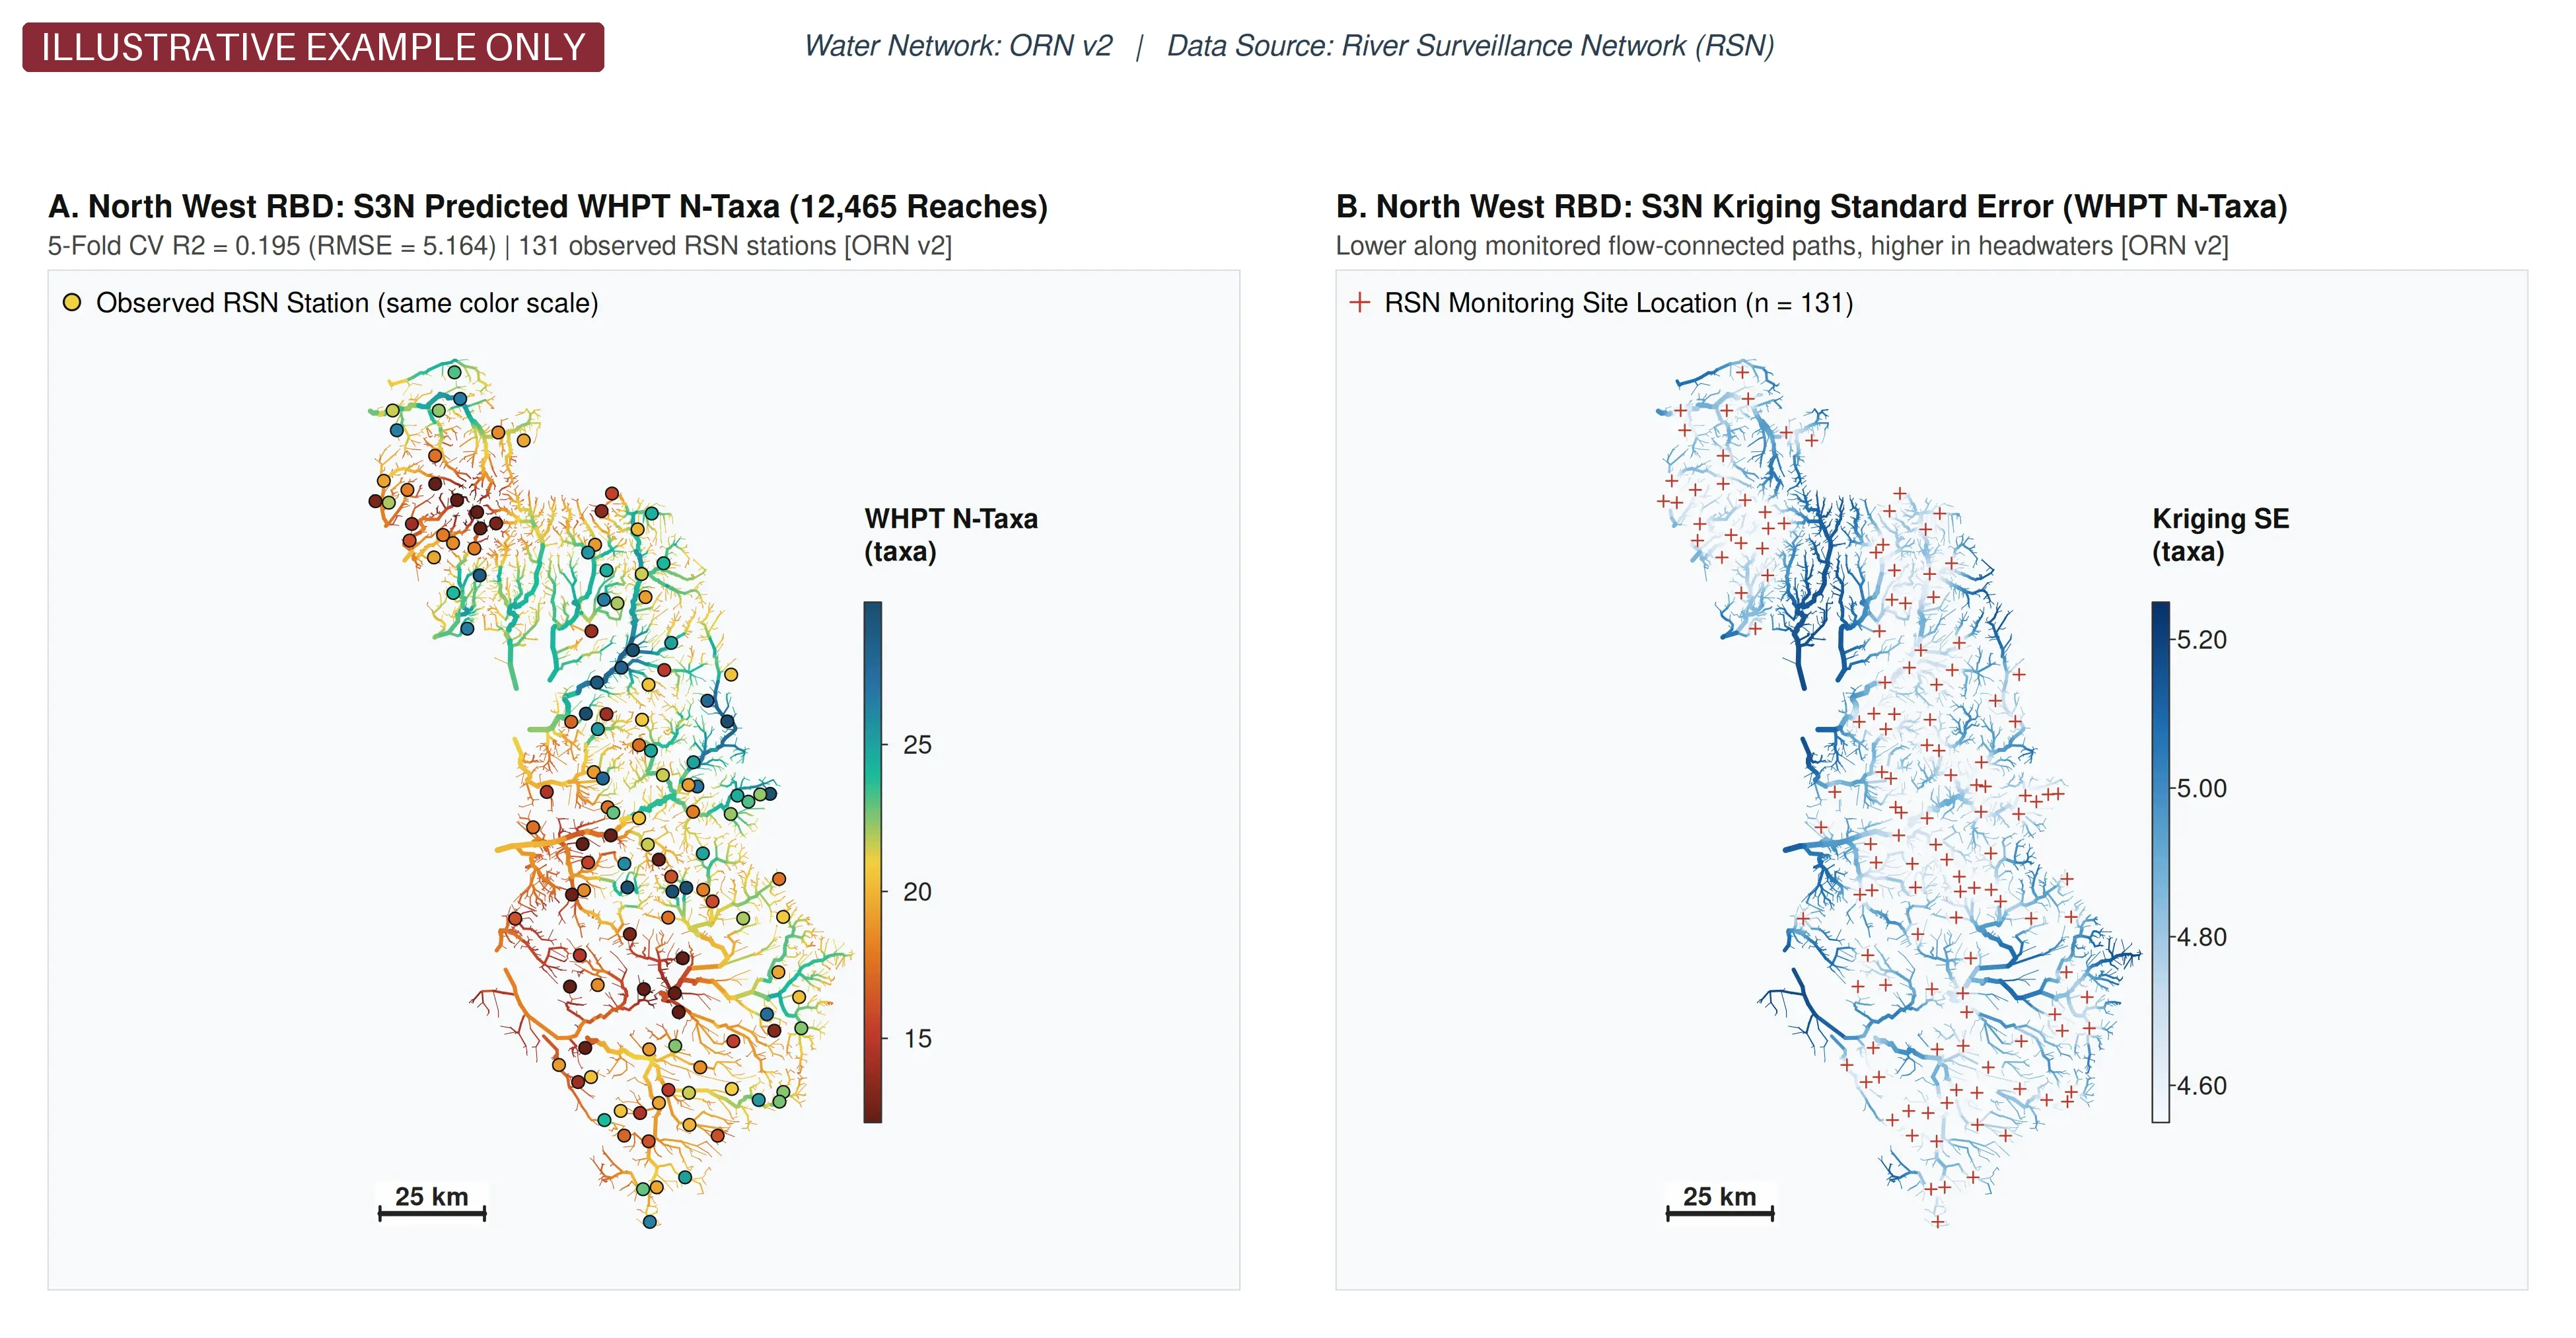 ILLUSTRATIVE EXAMPLE ONLY
Water Network: ORN v2 | Data Source: River Surveillance Network (RSN)
A. North West RBD: S3N Predicted WHPT N-Taxa (12,465 Reaches)
5-Fold CV R2 = 0.195 (RMSE = 5.164) | 131 observed RSN stations [ORN v2]
Observed RSN Station (same color scale)
WHPT N-Taxa
(taxa)
25
20
15
25 km
B. North West RBD: S3N Kriging Standard Error (WHPT N-Taxa)
Lower along monitored flow-connected paths, higher in headwaters [ORN v2]
RSN Monitoring Site Location (n = 131)
Kriging SE
(taxa)
5.20
5.00
4.80
4.60
25 km